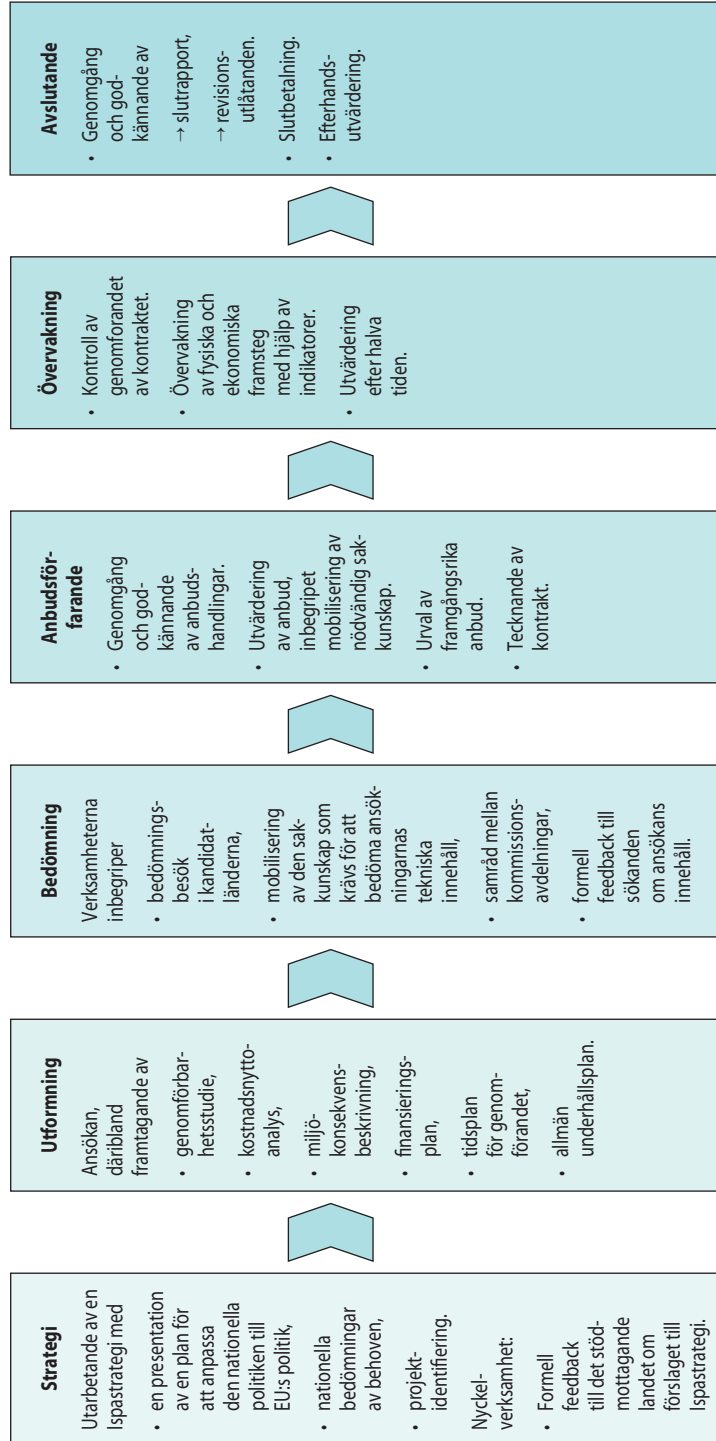 Strategi
Utarbetande av en
Ispastrategi med
• en presentation
av en plan för
att anpassa
den nationella
politiken till
EU:s politik,
• nationella
bedömningar
av behoven,
• projekt-
identifiering.
Nyckel-
verksamhet:
• Formell
feedback
till det stöd-
mottagande
landet om
förslaget till
Ispastrategi.
Utformning
Ansökan,
däribland
framtagande av
• genomförbar-
hetsstudie,
• kostnadsnytto-
analys,
• miljö-
konsekvens-
beskrivning,
• finansierings-
plan,
• tidsplan
för genom-
förandet,
• allmän
underhållsplan.
Bedömning
Verksamheterna
inbegriper
• bedömnings-
besök
i kandidat-
länderna,
• mobilisering
av den sak-
kunskap som
krävs för att
bedöma ansök-
ningarnas
tekniska
innehåll,
• samråd mellan
kommissions-
avdelningar,
• formell
feedback till
sökanden
om ansökans
innehåll.
Anbudsför-
farande
• Genomgång
och god-
kännande
av anbuds-
handlingar.
• Utvärdering
av anbud,
inbegripet
mobilisering av
nödvändig sak-
kunskap.
• Urval av
framgångsrika
anbud.
• Tecknande av
kontrakt.
Övervakning
• Kontroll av
genomforandet
av kontraktet.
• Övervakning
av fysiska och
ekonomiska
framsteg
med hjälp av
indikatorer.
• Utvärdering
efter halva
tiden.
Avslutande
• Genomgång
och god-
kännande av
→ slutrapport,
→ revisions-
utlåtanden.
• Slutbetalning.
• Efterhands-
utvärdering.